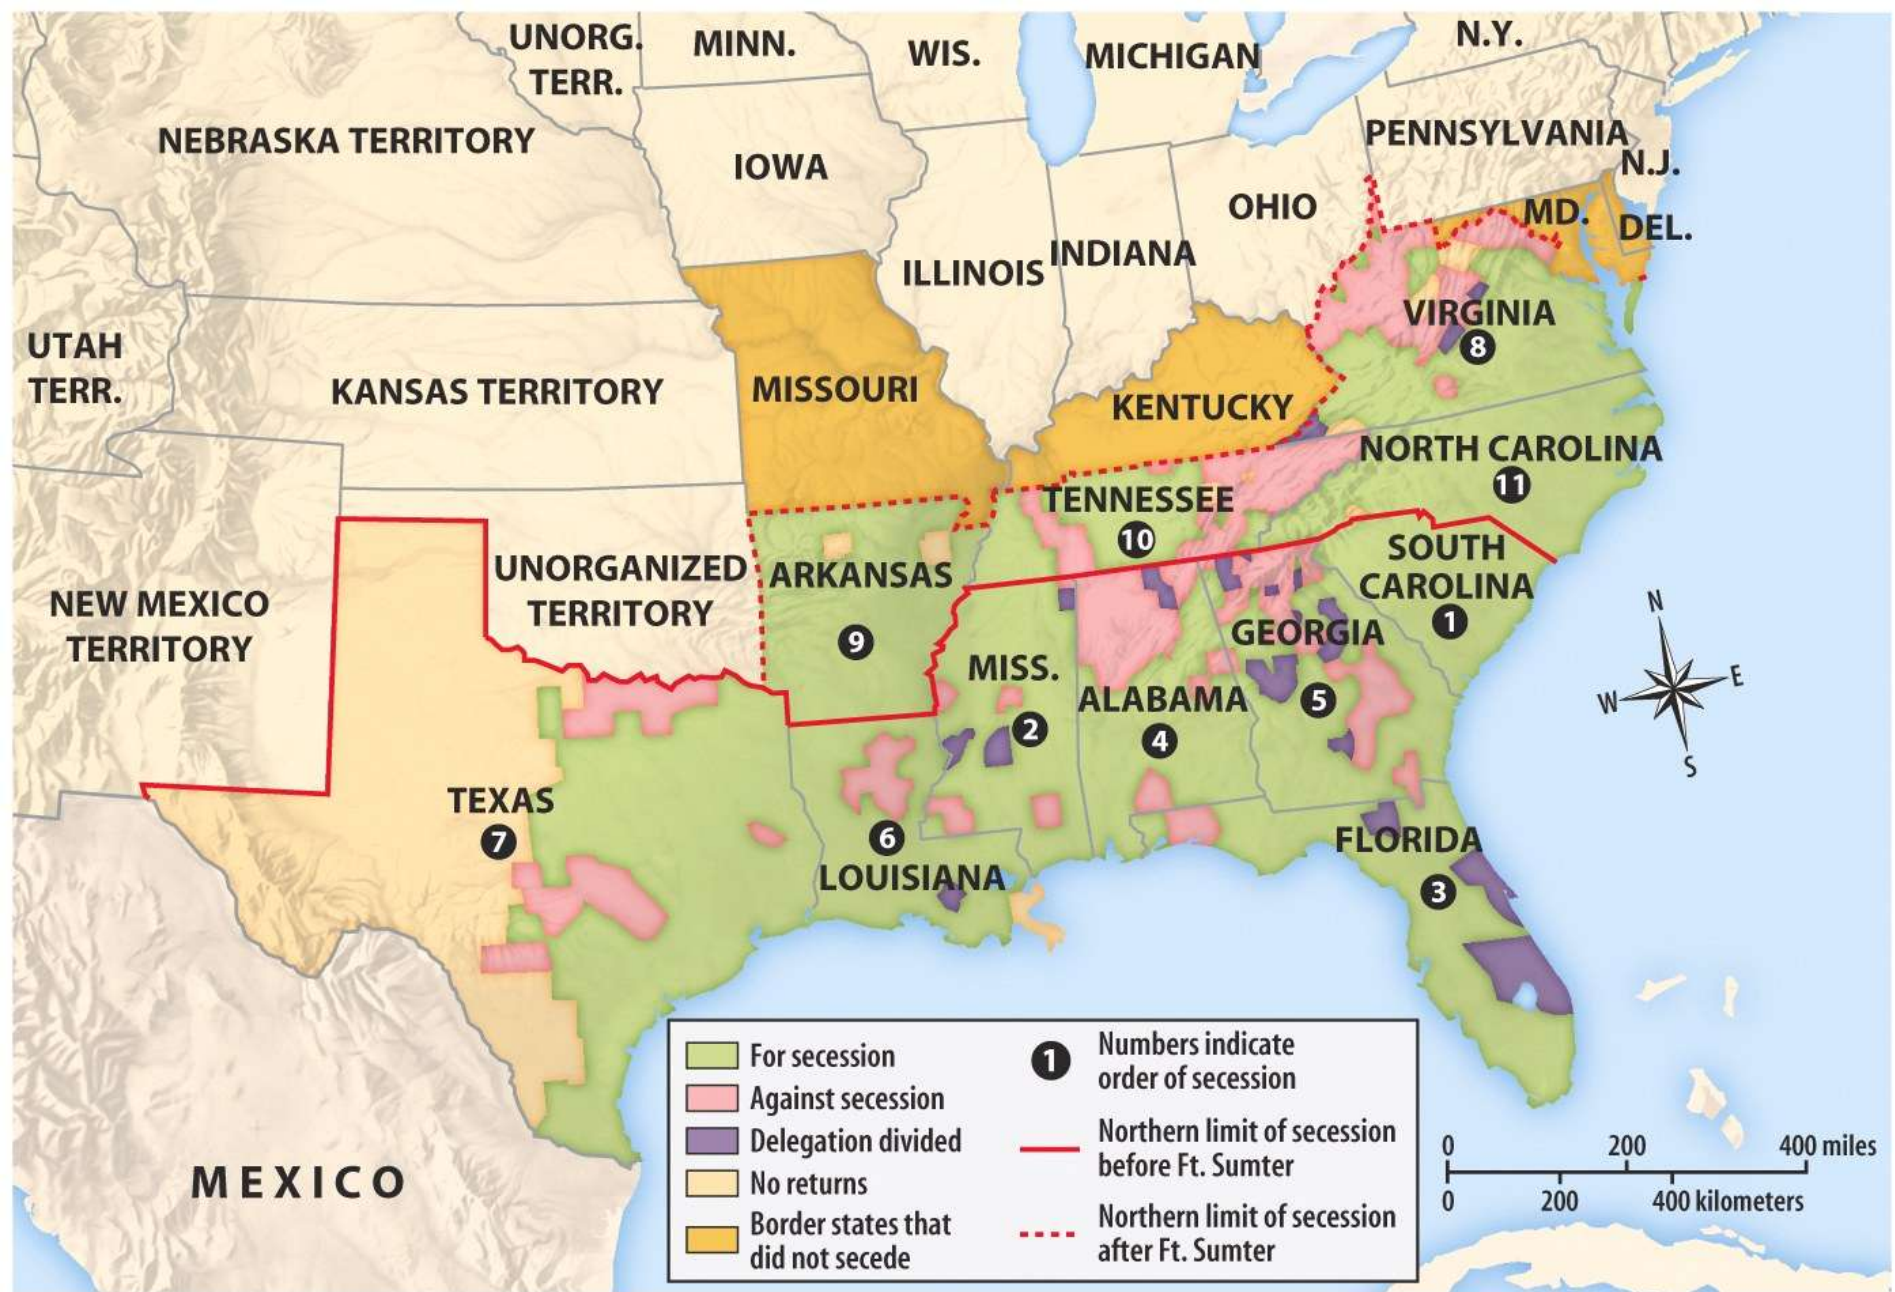 UNORG.
TERR.
MINN.
WIS.
MICHIGAN
N.Y.
NEBRASKA TERRITORY
IOWA
PENNSYLVANIA
N.J.
OHIO
MD.
DEL.
ILLINOIS
INDIANA
UTAH
TERR.
KANSAS TERRITORY
MISSOURI
KENTUCKY
VIRGINIA
8
NORTH CAROLINA
11
TENNESSEE
10
NEW MEXICO
TERRITORY
UNORGANIZED
TERRITORY
ARKANSAS
9
SOUTH
CAROLINA
1
GEORGIA
5
MISS.
2
ALABAMA
4
TEXAS
7
6
LOUISIANA
FLORIDA
3
N
E
W
S
MEXICO
For secession
Against secession
Delegation divided
No returns
Border states that
did not secede
1
Numbers indicate
order of secession
Northern limit of secession
before Ft. Sumter
Northern limit of secession
after Ft. Sumter
0 200 400 miles
0 200 400 kilometers